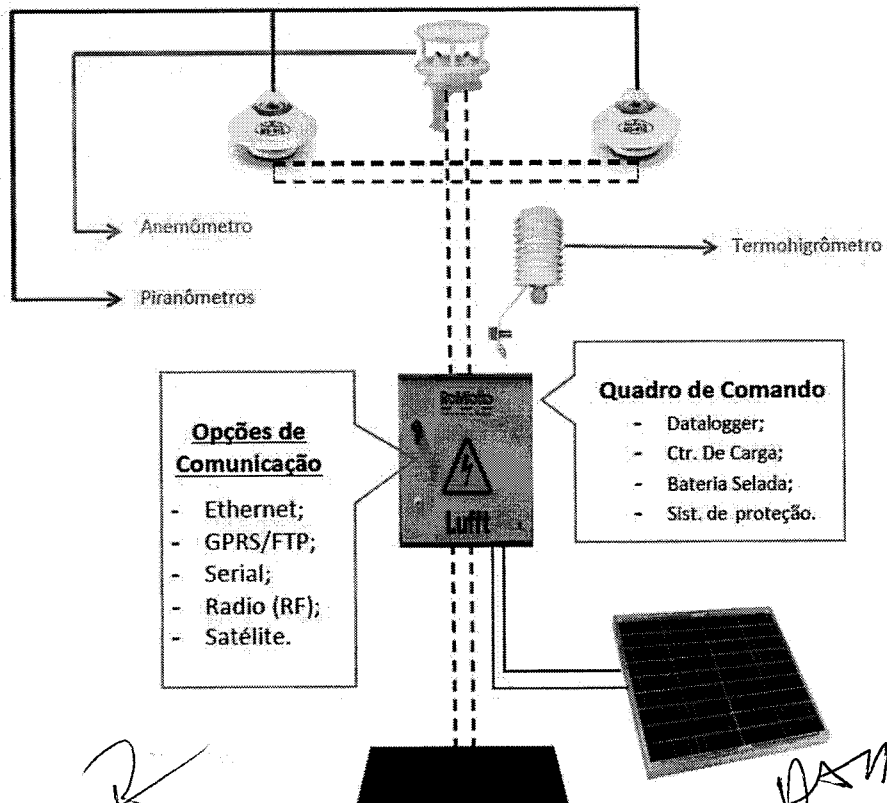 Anemômetro
Termohigrômetro
Piranômetros
Opções de
Comunicação
- Ethernet;
- GPRS/FTP;
- Serial;
- Radio (RF);
- Satélite.
Quadro de Comando
- Datalogger;
- Ctr. De Carga;
- Bateria Selada;
- Sist. de proteção.
Lufft